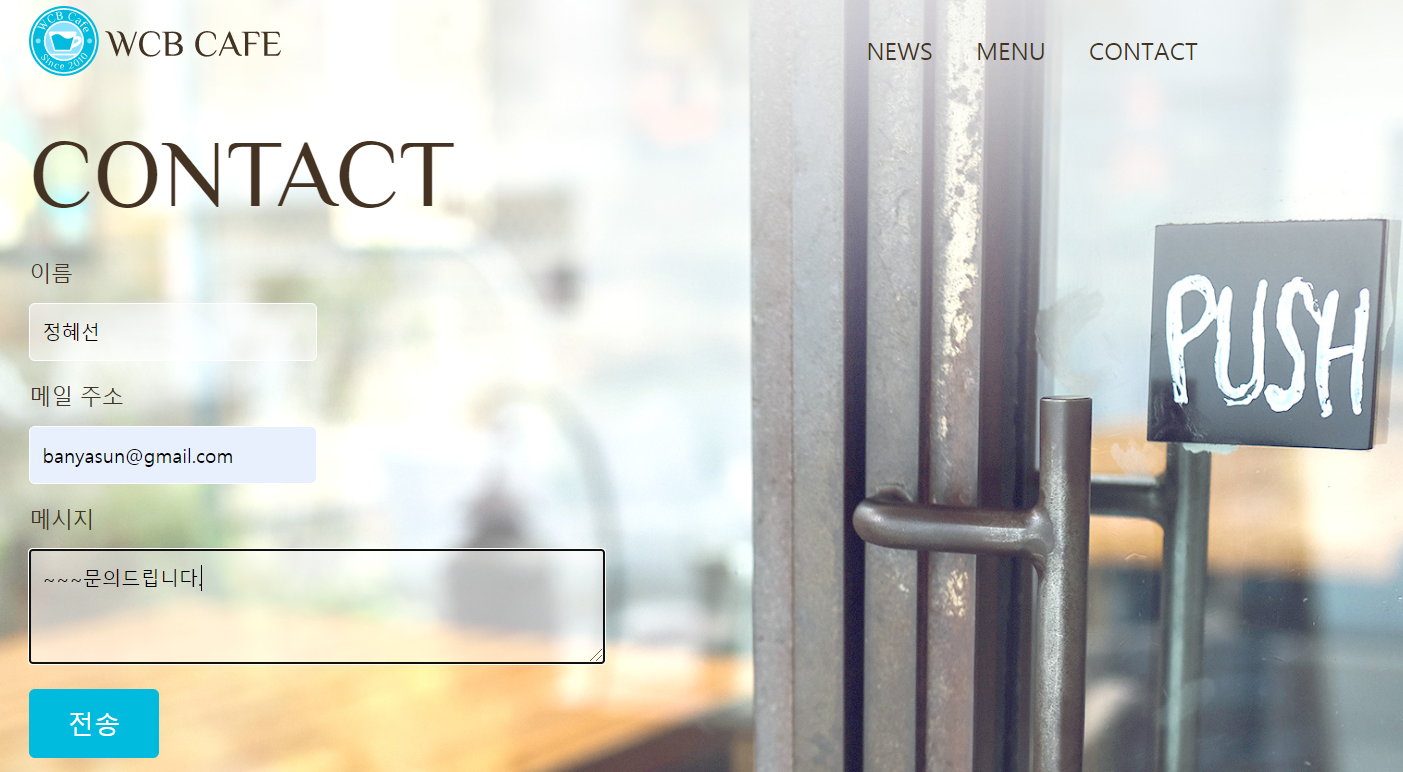 WCB Cafe
Since 2010
WCB CAFE
NEWS MENU CONTACT
CONTACT
이름
정혜선
메일 주소
banyasun@gmail.com
메시지
~~~문의드립니다.
전송
PUSH